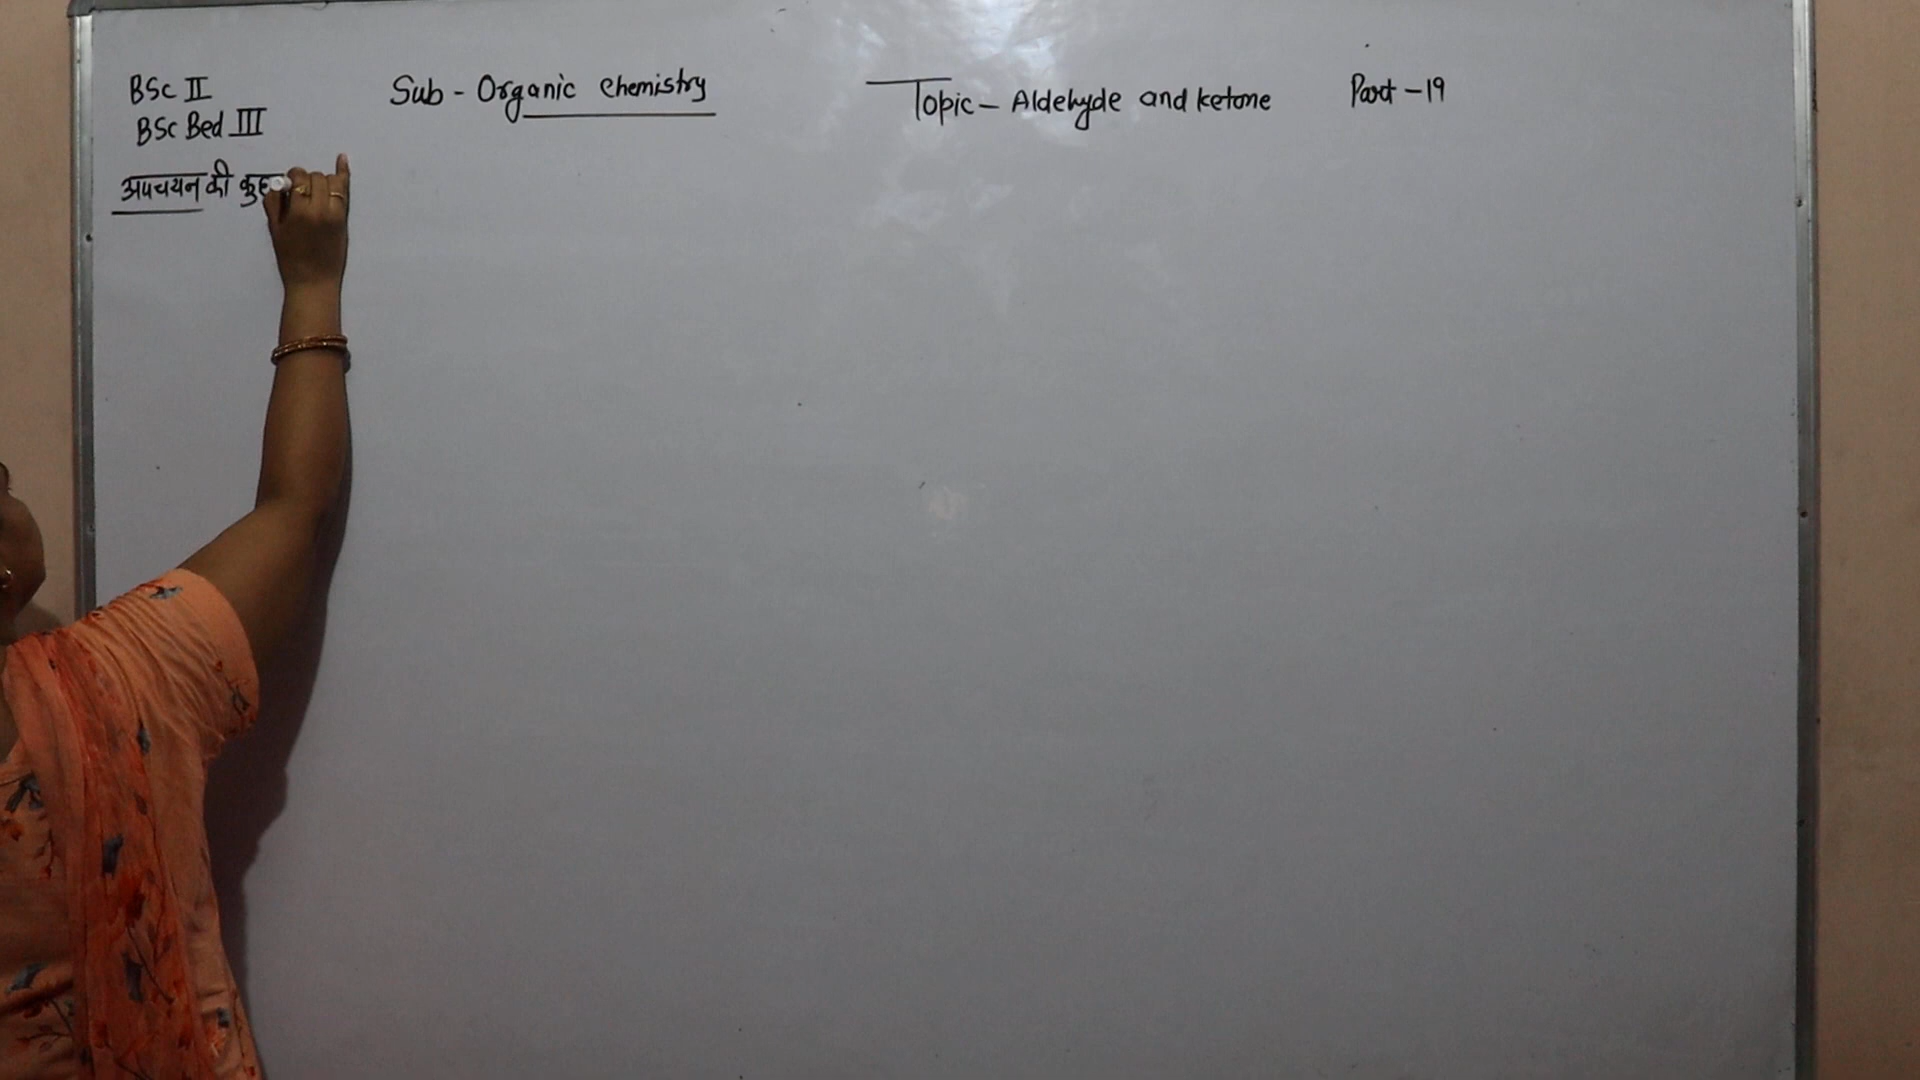 BSc II
BSc Bed III
Sub - Organic chemistry
Topic - Aldehyde and ketone
Part - 19
अपचयन की